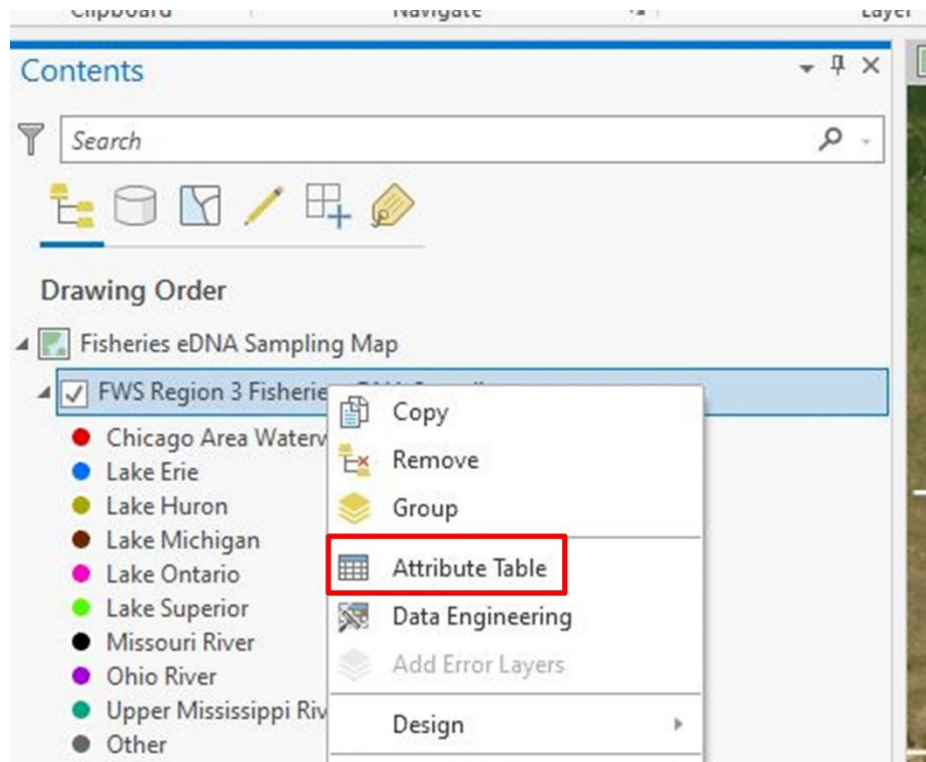 Clipboard Navigate Layer
Contents
Search
Drawing Order
Fisheries eDNA Sampling Map
FWS Region 3 Fisherie
Copy
Chicago Area Waterv
Remove
Lake Erie
Lake Huron
Group
Lake Michigan
Lake Ontario
Attribute Table
Lake Superior
Data Engineering
Missouri River
Add Error Layers
Ohio River
Upper Mississippi Riv
Design
Other